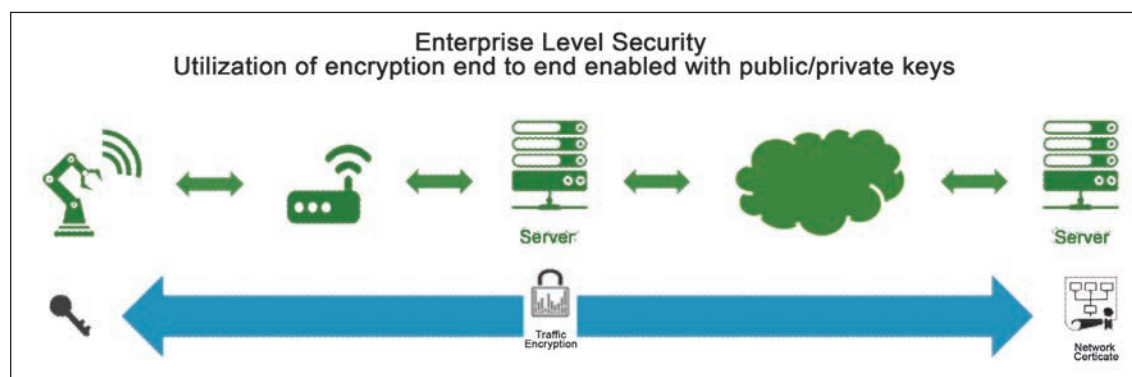 Enterprise Level Security
Utilization of encryption end to end enabled with public/private keys
Server
Server
Traffic
Encryption
Network
Certicate